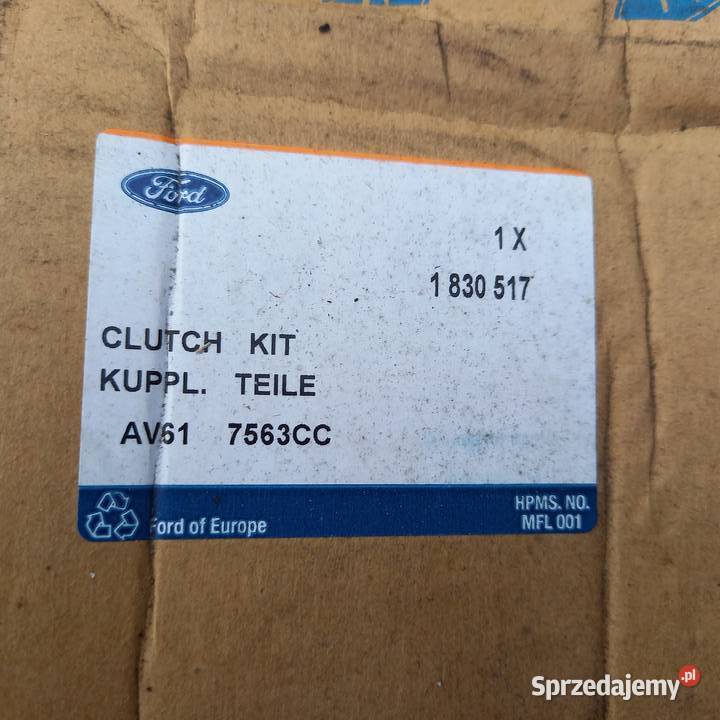 Ford
1 X
1 830 517
CLUTCH KIT
KUPPL. TEILE
AV61 7563CC
Ford of Europe
HPMS. NO.
MFL 001
Sprzedajemy.pl